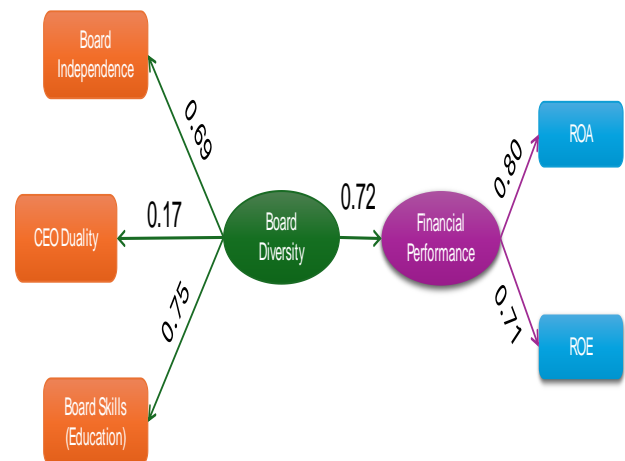 Board
Independence
0.69
ROA
0.80
CEO Duality
0.17
Board
Diversity
0.72
Financial
Performance
0.75
0.71
ROE
Board Skills
(Education)